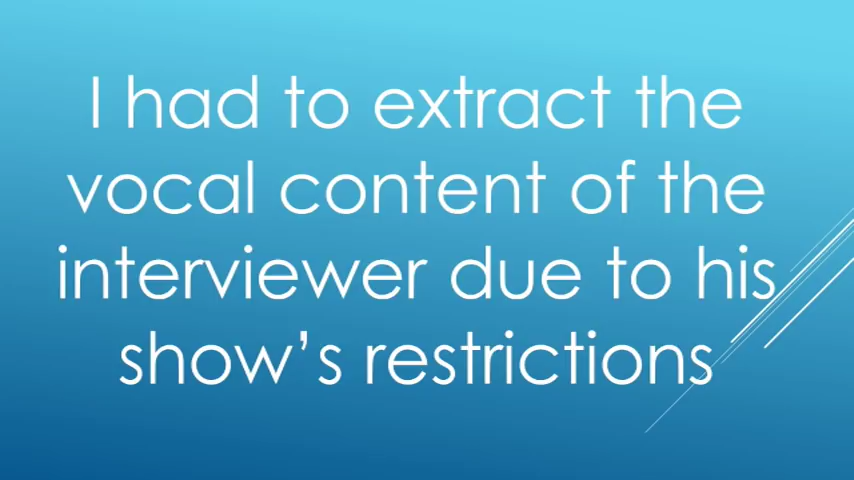 I had to extract the
vocal content of the
interviewer due to his
show’s restrictions